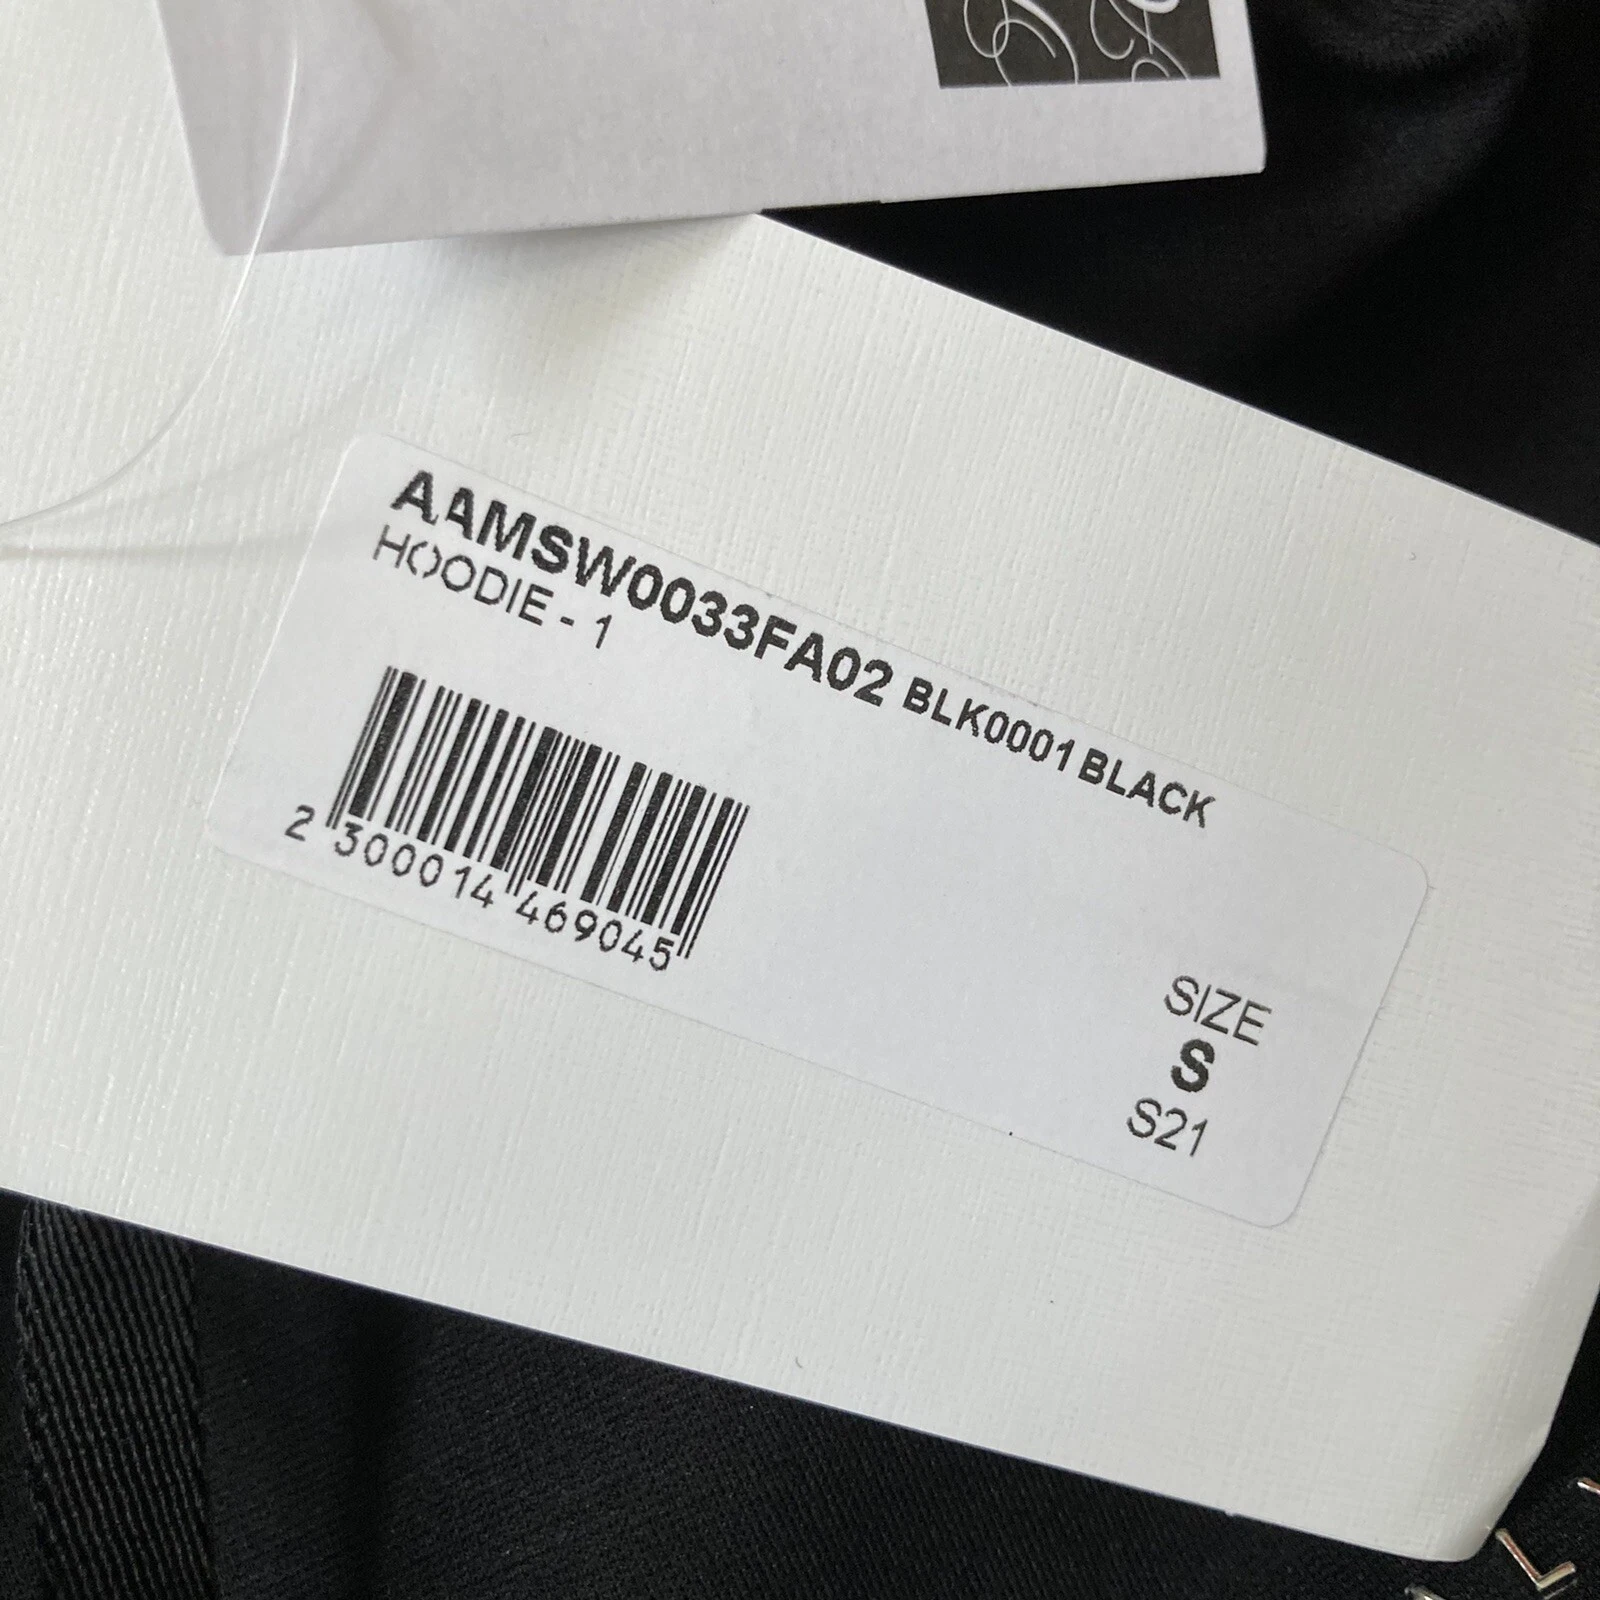 AAMSW0033FA02 BLK0001 BLACK
HOODIE - 1
2 300014 469045
SIZE
S
S21